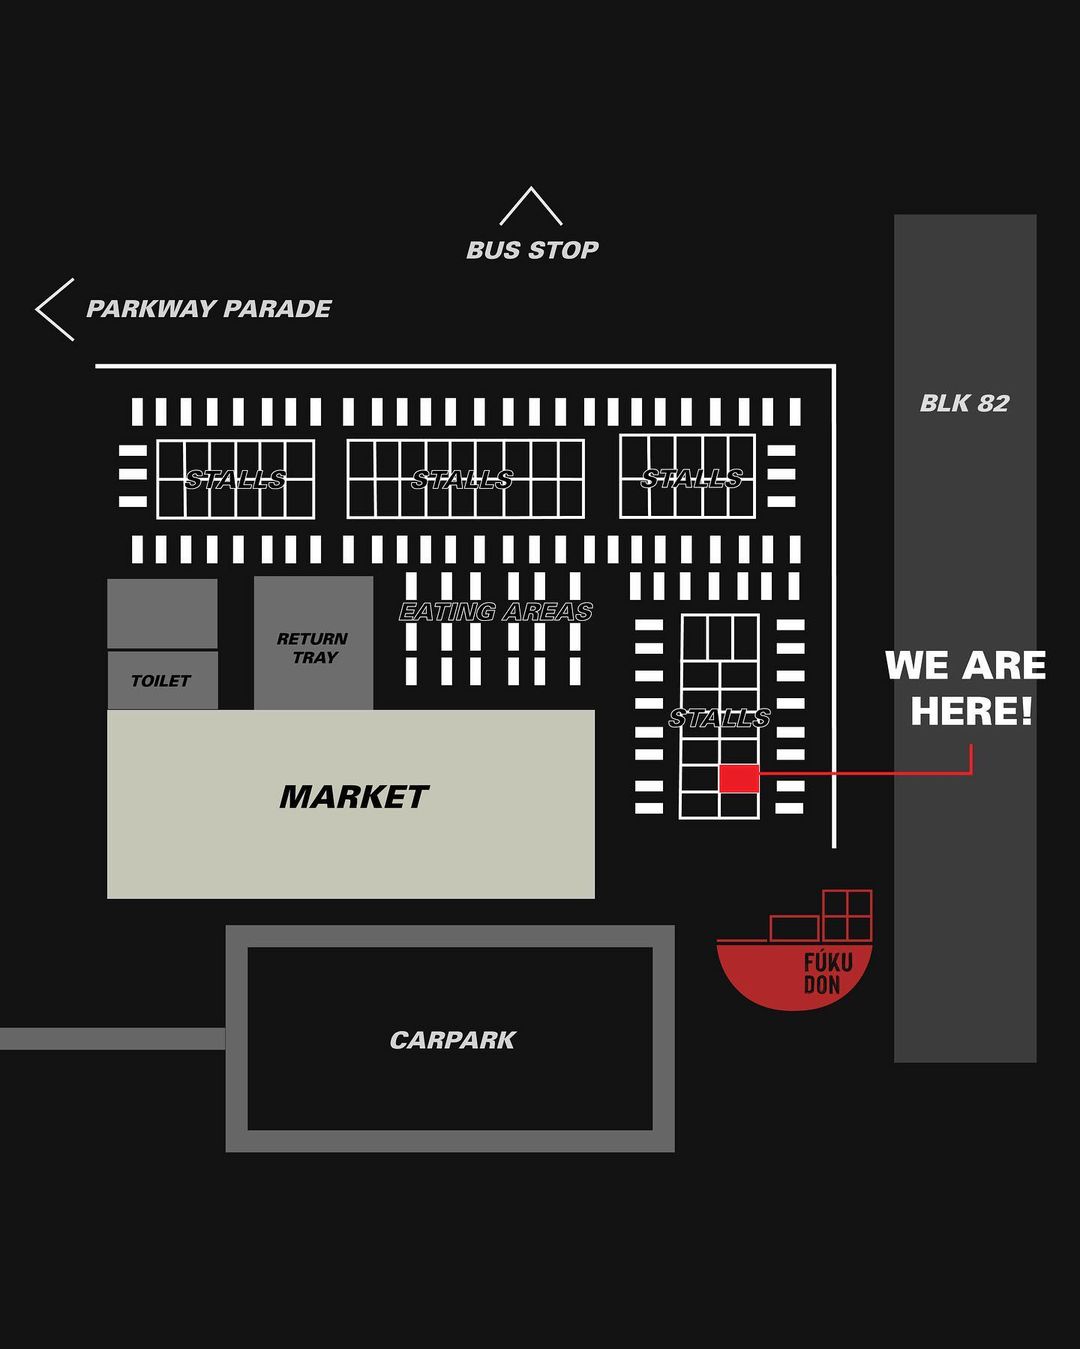 BUS STOP
PARKWAY PARADE
BLK 82
STALLS
STALLS
STALLS
EATING AREAS
RETURN
TRAY
TOILET
WE ARE
HERE!
STALLS
MARKET
FÚKU
DON
CARPARK